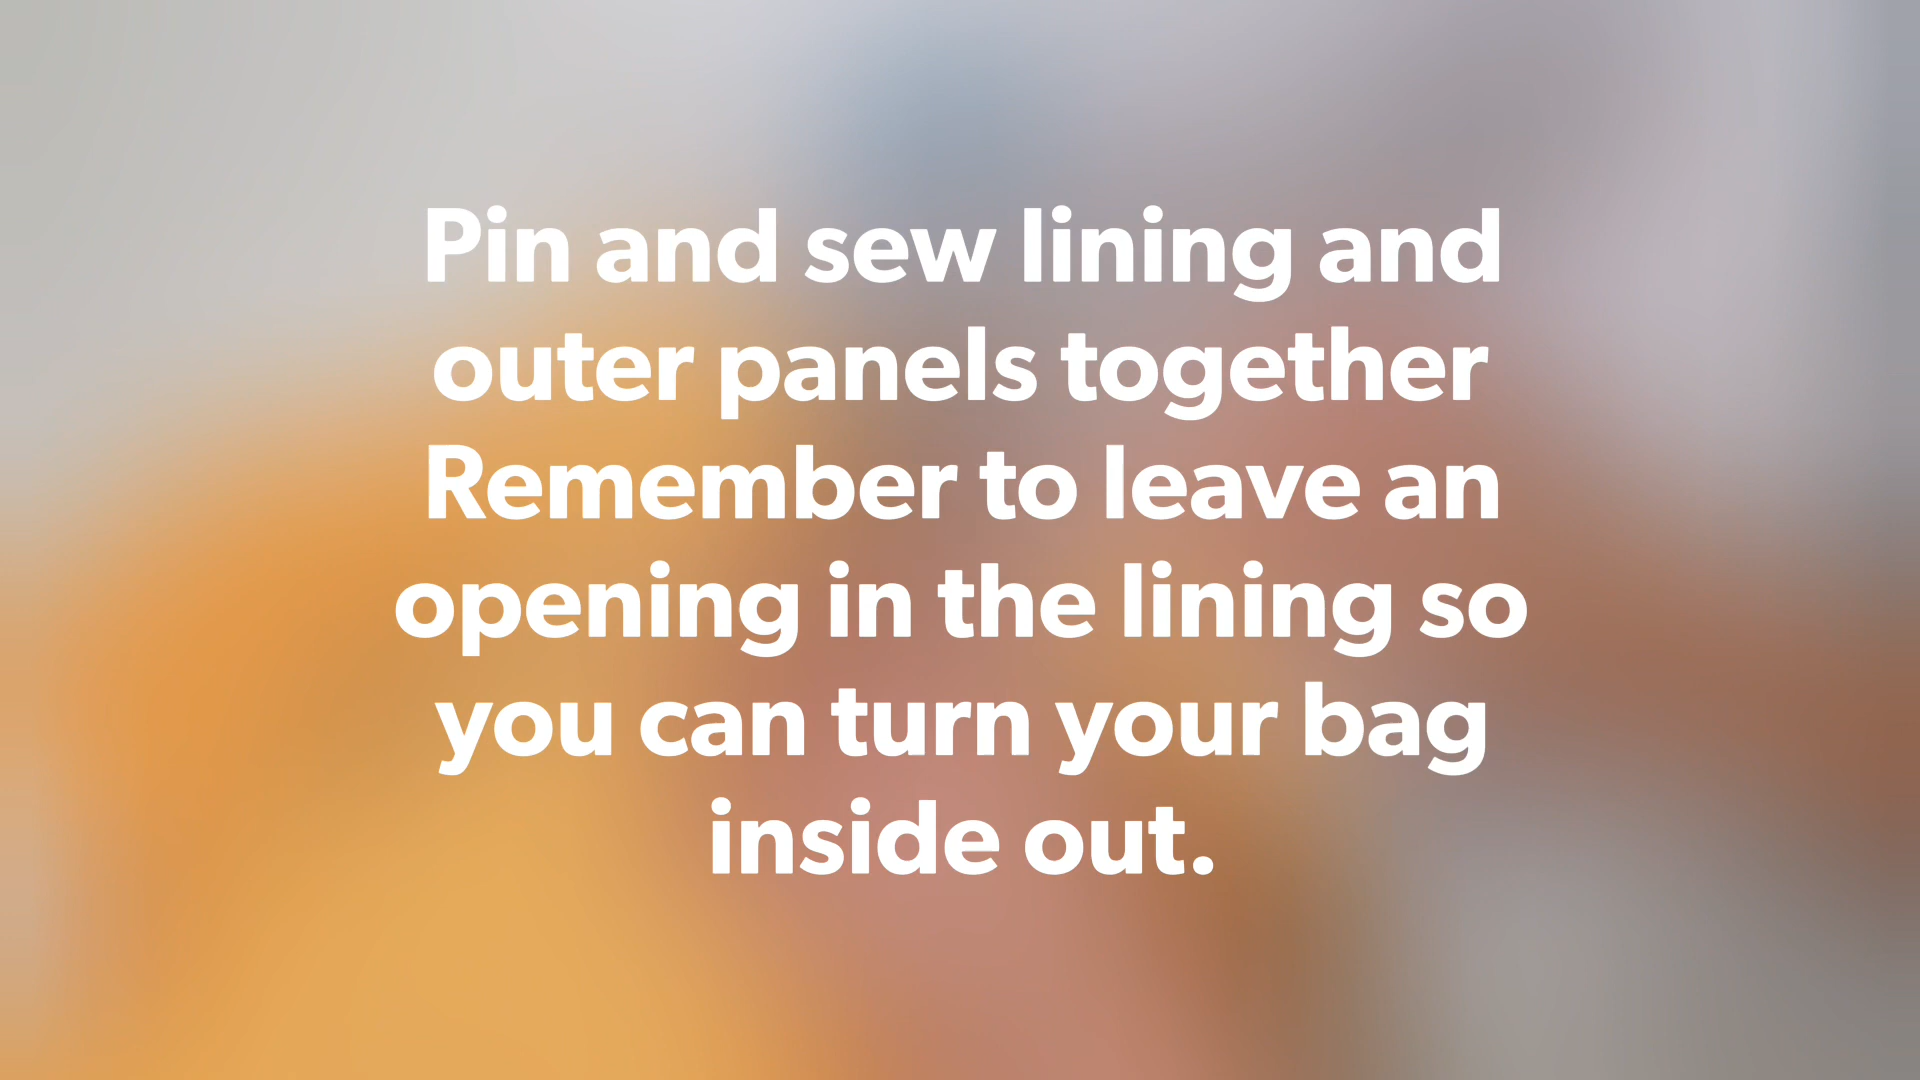 Pin and sew lining and
outer panels together
Remember to leave an
opening in the lining so
you can turn your bag
inside out.